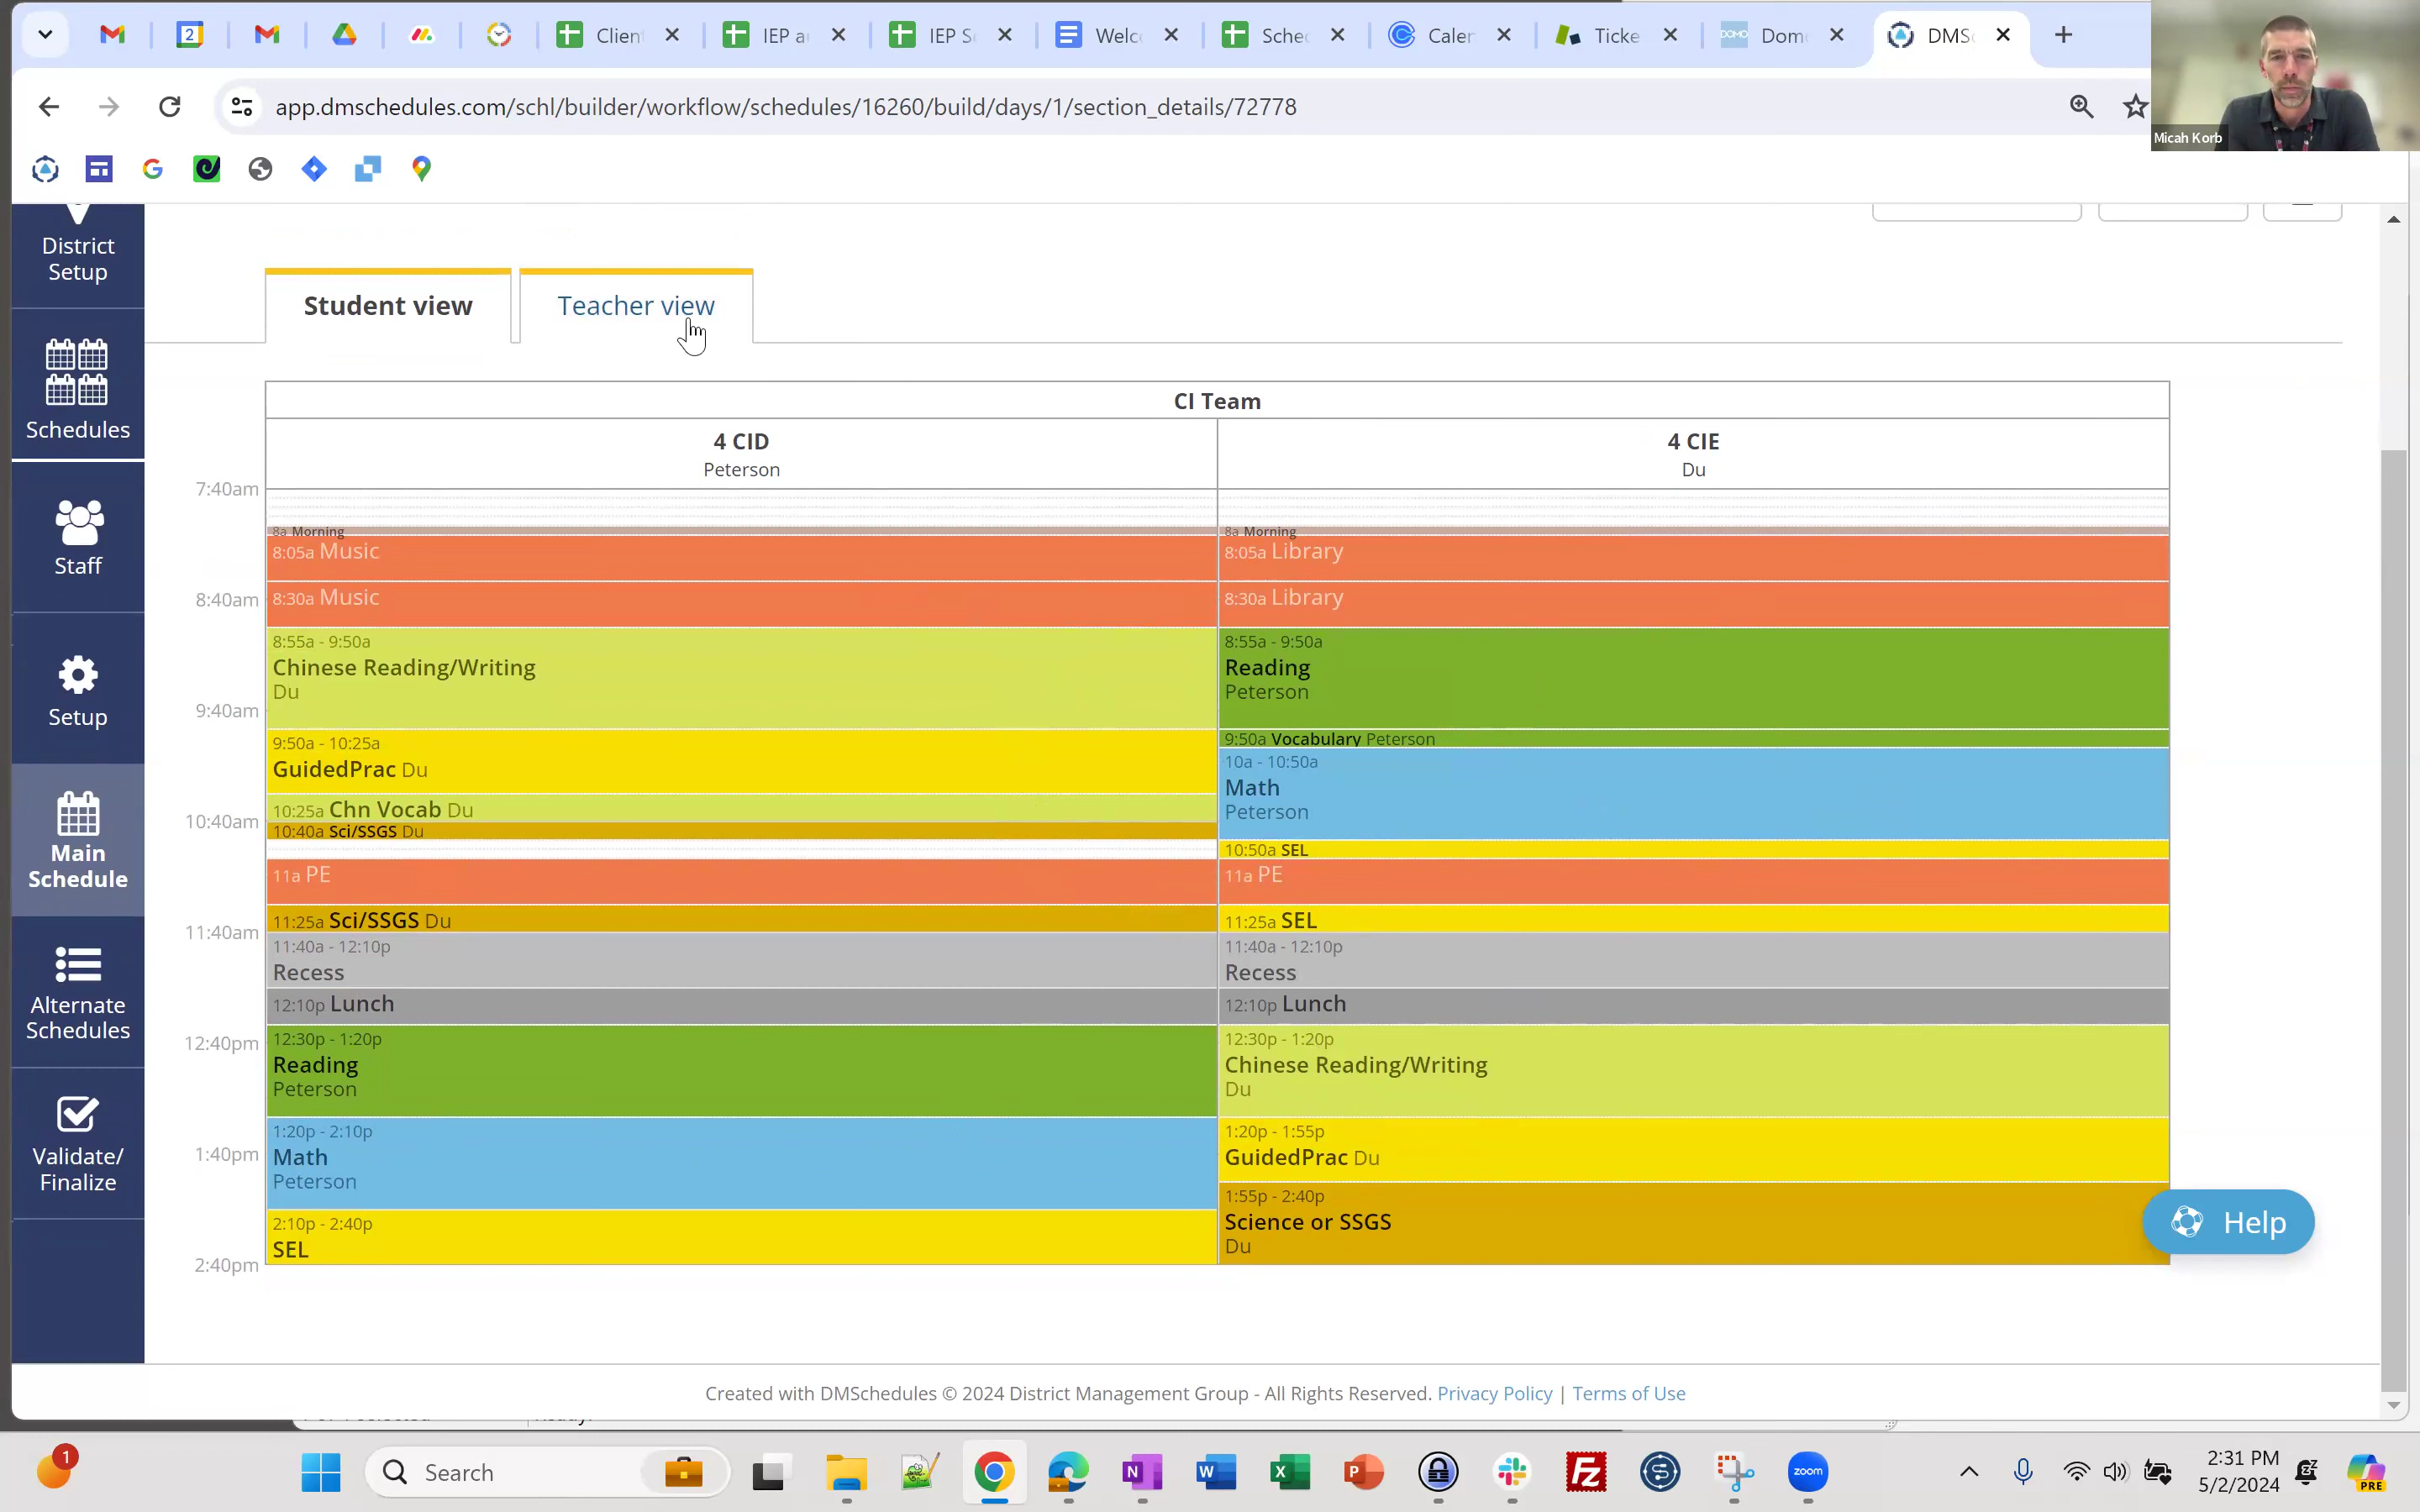 Clien
IEP a
IEP S
Welc
Sche
Caler
Ticke
Dom
DMS
app.dmschedules.com/schl/builder/workflow/schedules/16260/build/days/1/section_details/72778
Micah Korb
District
Setup
Schedules
Staff
Setup
Main
Schedule
Alternate
Schedules
Validate/
Finalize
Student view
Teacher view
CI Team
4 CID
Peterson
4 CIE
Du
7:40am
8:40am
9:40am
10:40am
11:40am
12:40pm
1:40pm
2:40pm
8a Morning
8:05a Music
8:30a Music
8:55a - 9:50a
Chinese Reading/Writing
Du
9:50a - 10:25a
GuidedPrac Du
10:25a Chn Vocab Du
10:40a Sci/SSGS Du
11a PE
11:25a Sci/SSGS Du
11:40a - 12:10p
Recess
12:10p Lunch
12:30p - 1:20p
Reading
Peterson
1:20p - 2:10p
Math
Peterson
2:10p - 2:40p
SEL
8a Morning
8:05a Library
8:30a Library
8:55a - 9:50a
Reading
Peterson
9:50a Vocabulary Peterson
10a - 10:50a
Math
Peterson
10:50a SEL
11a PE
11:25a SEL
11:40a - 12:10p
Recess
12:10p Lunch
12:30p - 1:20p
Chinese Reading/Writing
Du
1:20p - 1:55p
GuidedPrac Du
1:55p - 2:40p
Science or SSGS
Du
Help
Created with DMSchedules © 2024 District Management Group - All Rights Reserved. Privacy Policy | Terms of Use
1
Search
zoom
2:31 PM
5/2/2024
PRE